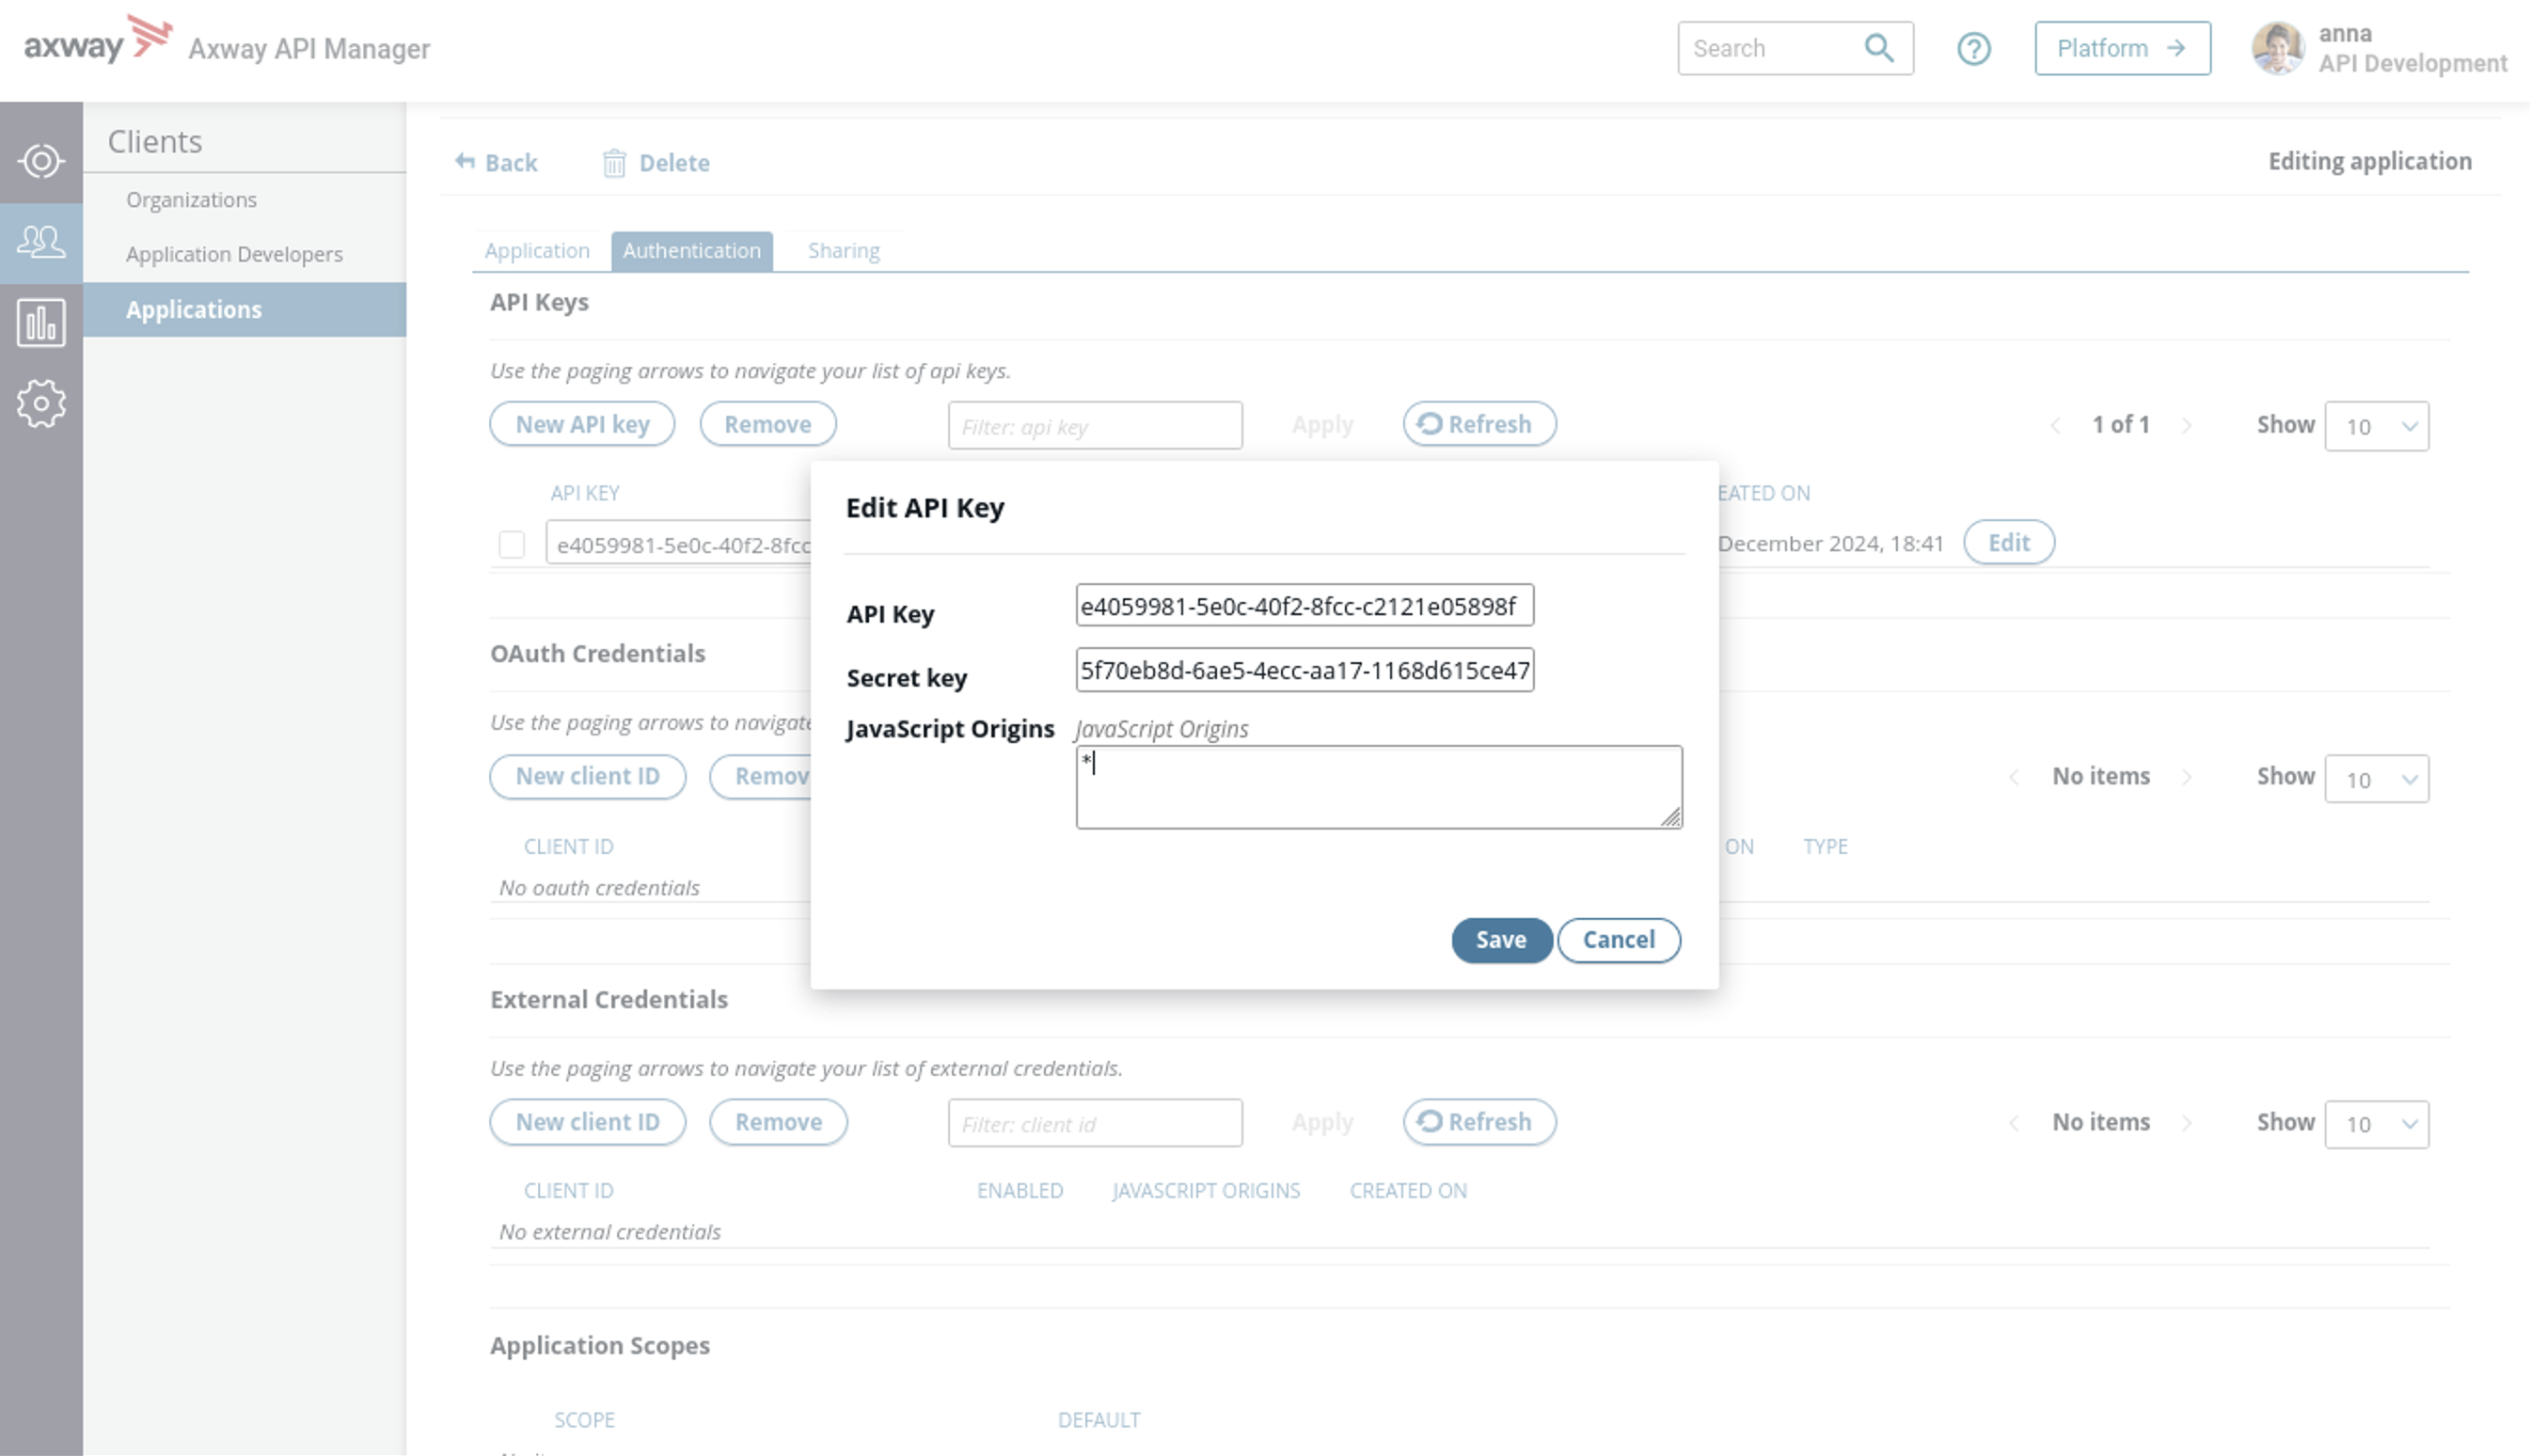 axway Axway API Manager Search Platform → anna
API Development
Clients
Organizations
Application Developers
Applications
Back Delete Editing application
Application Authentication Sharing
API Keys
Use the paging arrows to navigate your list of api keys.
New API key Remove Filter: api key Apply Refresh 1 of 1 Show 10
API KEY EATED ON
e4059981-5e0c-40f2-8fcc December 2024, 18:41 Edit
Edit API Key
API Key e4059981-5e0c-40f2-8fcc-c2121e05898f
Secret key 5f70eb8d-6ae5-4ecc-aa17-1168d615ce47
JavaScript Origins JavaScript Origins
*
Save Cancel
OAuth Credentials
Use the paging arrows to navigate
New client ID Remov No items Show 10
CLIENT ID ON TYPE
No oauth credentials
External Credentials
Use the paging arrows to navigate your list of external credentials.
New client ID Remove Filter: client id Apply Refresh No items Show 10
CLIENT ID ENABLED JAVASCRIPT ORIGINS CREATED ON
No external credentials
Application Scopes
SCOPE DEFAULT